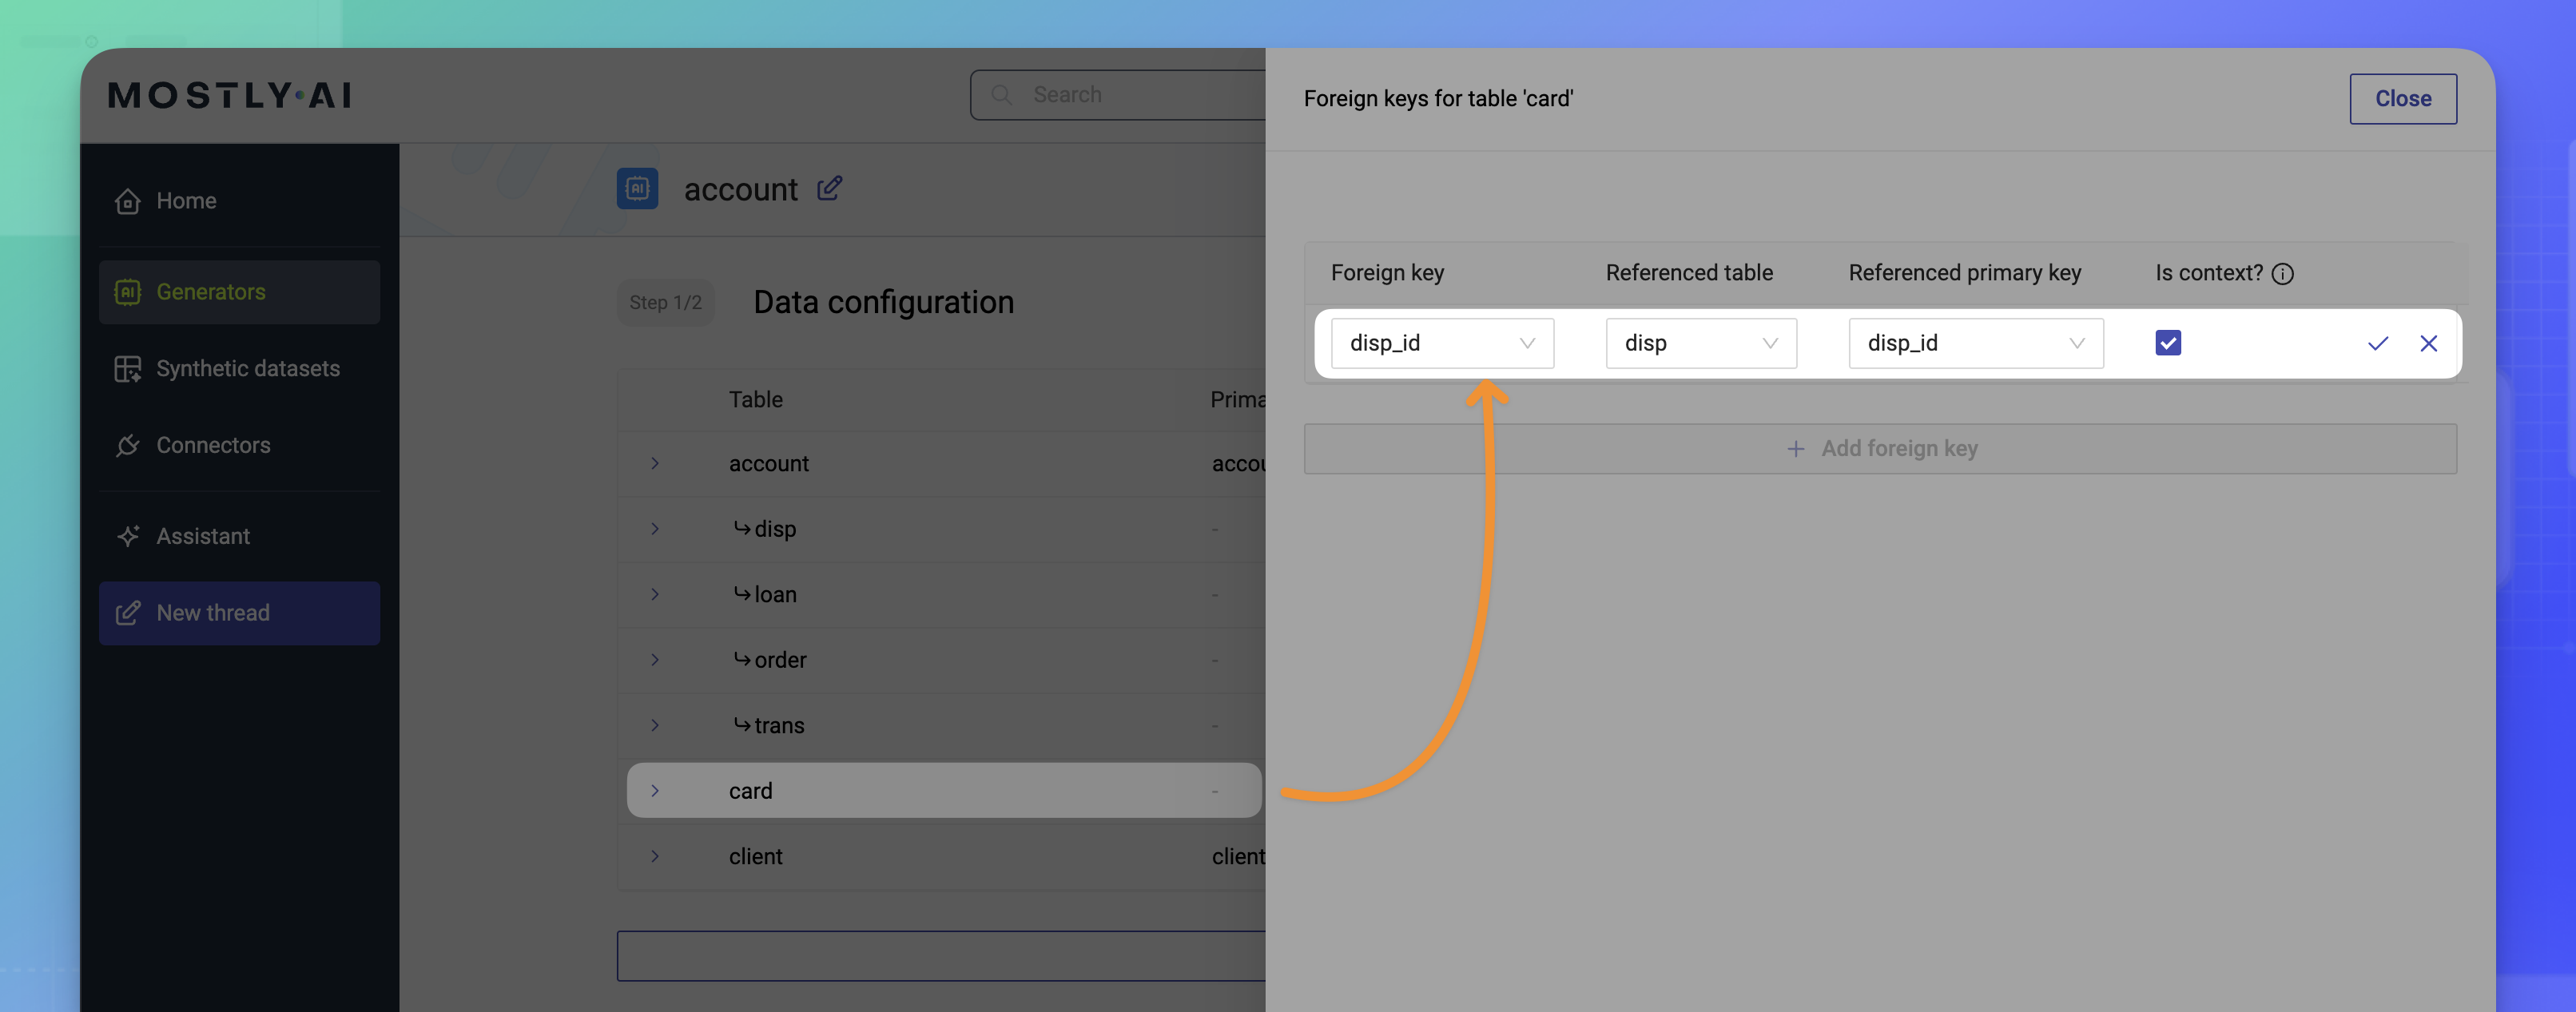 MOSTLY·AI
Search
Home
Generators
Synthetic datasets
Connectors
Assistant
New thread
account
Step 1/2
Data configuration
Table
Prima
account
accou
disp
-
loan
-
order
-
trans
-
card
-
client
client
Foreign keys for table 'card'
Close
Foreign key
Referenced table
Referenced primary key
Is context?
disp_id
disp
disp_id
+ Add foreign key